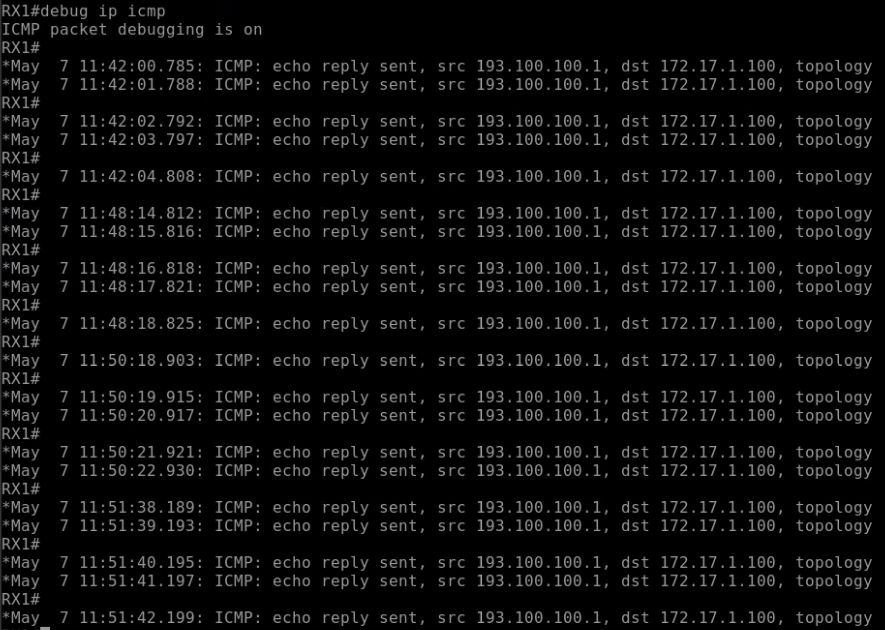 RX1#debug ip icmp
ICMP packet debugging is on
RX1#
*May  7 11:42:00.785: ICMP: echo reply sent, src 193.100.100.1, dst 172.17.1.100, topology
*May  7 11:42:01.788: ICMP: echo reply sent, src 193.100.100.1, dst 172.17.1.100, topology
RX1#
*May  7 11:42:02.792: ICMP: echo reply sent, src 193.100.100.1, dst 172.17.1.100, topology
*May  7 11:42:03.797: ICMP: echo reply sent, src 193.100.100.1, dst 172.17.1.100, topology
RX1#
*May  7 11:42:04.808: ICMP: echo reply sent, src 193.100.100.1, dst 172.17.1.100, topology
RX1#
*May  7 11:48:14.812: ICMP: echo reply sent, src 193.100.100.1, dst 172.17.1.100, topology
*May  7 11:48:15.816: ICMP: echo reply sent, src 193.100.100.1, dst 172.17.1.100, topology
RX1#
*May  7 11:48:16.818: ICMP: echo reply sent, src 193.100.100.1, dst 172.17.1.100, topology
*May  7 11:48:17.821: ICMP: echo reply sent, src 193.100.100.1, dst 172.17.1.100, topology
RX1#
*May  7 11:48:18.825: ICMP: echo reply sent, src 193.100.100.1, dst 172.17.1.100, topology
RX1#
*May  7 11:50:18.903: ICMP: echo reply sent, src 193.100.100.1, dst 172.17.1.100, topology
RX1#
*May  7 11:50:19.915: ICMP: echo reply sent, src 193.100.100.1, dst 172.17.1.100, topology
*May  7 11:50:20.917: ICMP: echo reply sent, src 193.100.100.1, dst 172.17.1.100, topology
RX1#
*May  7 11:50:21.921: ICMP: echo reply sent, src 193.100.100.1, dst 172.17.1.100, topology
*May  7 11:50:22.930: ICMP: echo reply sent, src 193.100.100.1, dst 172.17.1.100, topology
RX1#
*May  7 11:51:38.189: ICMP: echo reply sent, src 193.100.100.1, dst 172.17.1.100, topology
*May  7 11:51:39.193: ICMP: echo reply sent, src 193.100.100.1, dst 172.17.1.100, topology
RX1#
*May  7 11:51:40.195: ICMP: echo reply sent, src 193.100.100.1, dst 172.17.1.100, topology
*May  7 11:51:41.197: ICMP: echo reply sent, src 193.100.100.1, dst 172.17.1.100, topology
RX1#
*May  7 11:51:42.199: ICMP: echo reply sent, src 193.100.100.1, dst 172.17.1.100, topology